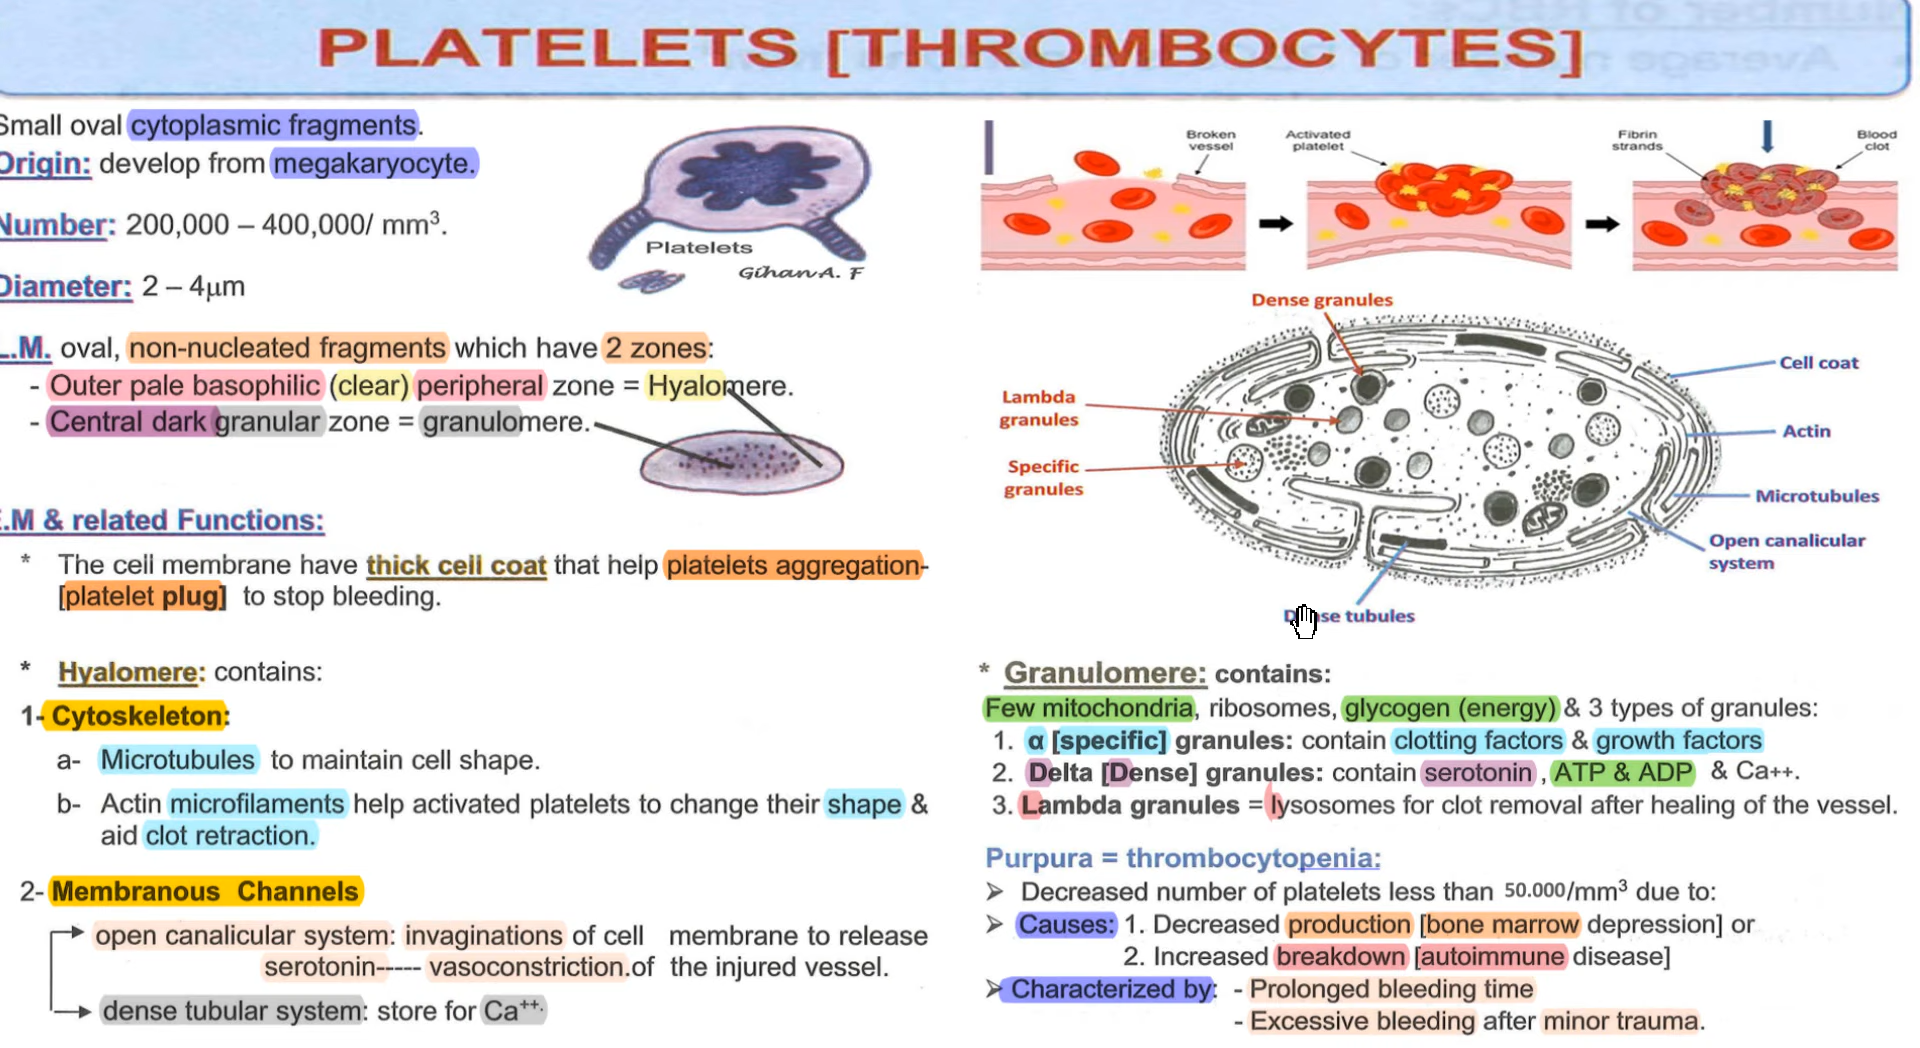 PLATELETS [THROMBOCYTES]
Small oval cytoplasmic fragments.
Origin: develop from megakaryocyte.
Number: 200,000 – 400,000/ mm³.
Diameter: 2 – 4μm
L.M. oval, non-nucleated fragments which have 2 zones:
- Outer pale basophilic (clear) peripheral zone = Hyalomere.
- Central dark granular zone = granulomere.
Platelets
Gihan A. F
E.M & related Functions:
* The cell membrane have thick cell coat that help platelets aggregation-
[platelet plug] to stop bleeding.
* Hyalomere: contains:
1- Cytoskeleton:
a- Microtubules to maintain cell shape.
b- Actin microfilaments help activated platelets to change their shape &
aid clot retraction.
2- Membranous Channels
open canalicular system: invaginations of cell membrane to release
serotonin----- vasoconstriction.of the injured vessel.
dense tubular system: store for Ca⁺⁺.
Broken
vessel
Activated
platelet
Fibrin
strands
Blood
clot
Dense granules
Lambda
granules
Specific
granules
Cell coat
Actin
Microtubules
Open canalicular
system
tubules
* Granulomere: contains:
Few mitochondria, ribosomes, glycogen (energy) & 3 types of granules:
1. α [specific] granules: contain clotting factors & growth factors
2. Delta [Dense] granules: contain serotonin , ATP & ADP & Ca++.
3. Lambda granules = lysosomes for clot removal after healing of the vessel.
Purpura = thrombocytopenia:
➢ Decreased number of platelets less than 50.000/mm³ due to:
➢ Causes: 1. Decreased production [bone marrow depression] or
2. Increased breakdown [autoimmune disease]
➢ Characterized by: - Prolonged bleeding time
- Excessive bleeding after minor trauma.